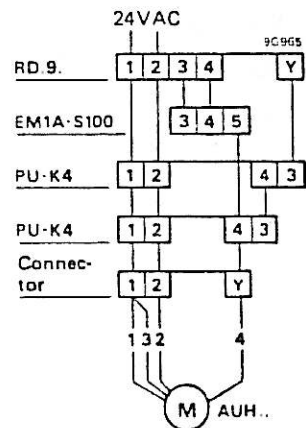 24VAC
9G965
RD.9. 1 2 3 4 Y
EM1A-S100 3 4 5
PU-K4 1 2 4 3
PU-K4 1 2 4 3
Connec-
tor 1 2 Y
1 3 2 4
M AUH..